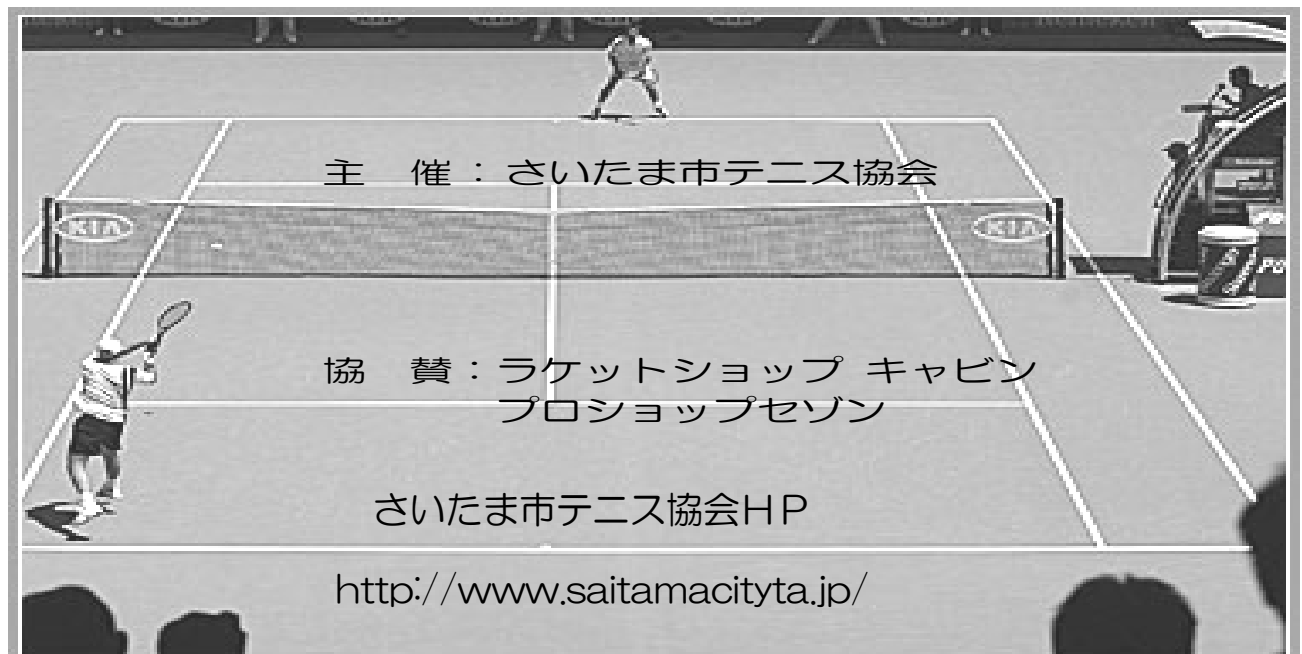 主　催：さいたま市テニス協会
KIA
KIA
協　賛：ラケットショップ キャビン
プロショップセゾン
さいたま市テニス協会HP
http://www.saitamacityta.jp/